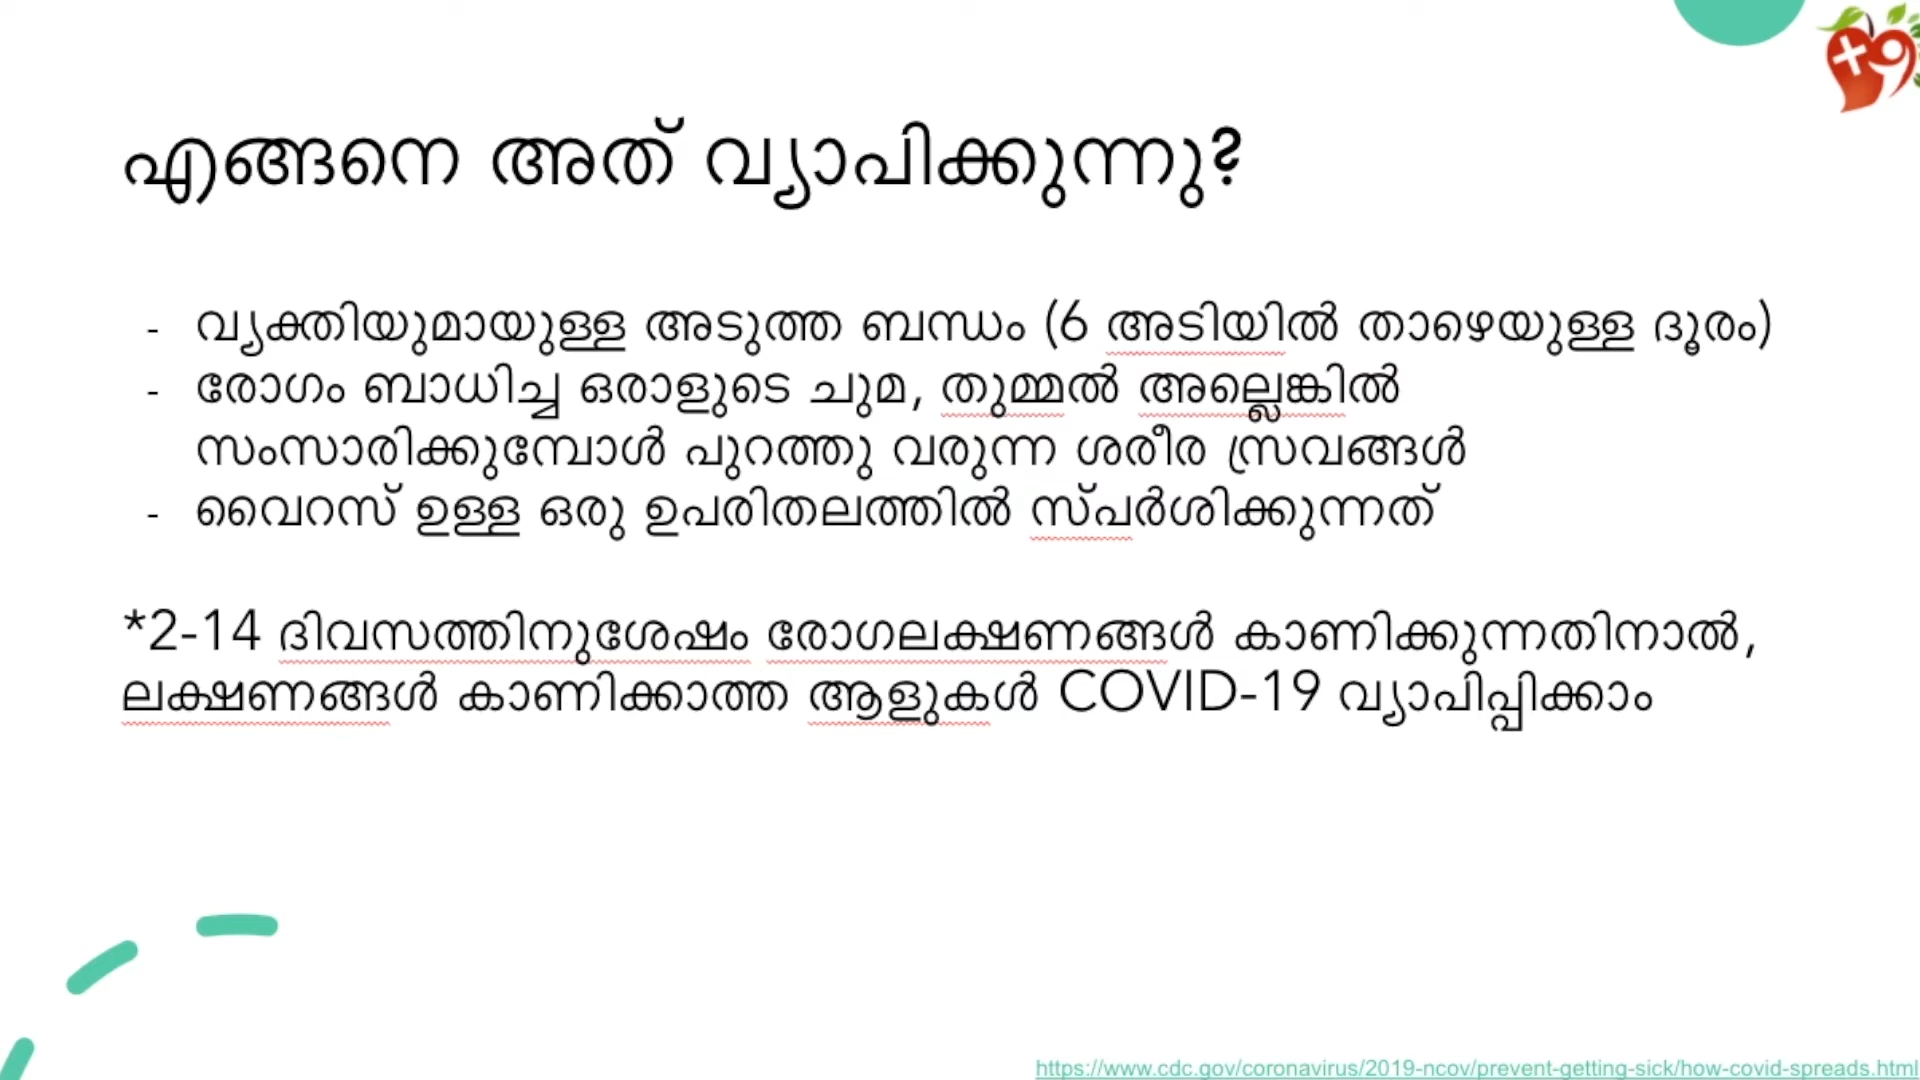 എങ്ങനെ അത് വ്യാപിക്കുന്നു?
- വ്യക്തിയുമായുള്ള അടുത്ത ബന്ധം (6 അടിയിൽ താഴെയുള്ള ദൂരം)
- രോഗം ബാധിച്ച ഒരാളുടെ ചുമ, തുമ്മൽ അല്ലെങ്കിൽ
സംസാരിക്കുമ്പോൾ പുറത്തു വരുന്ന ശരീര സ്രവങ്ങൾ
- വൈറസ് ഉള്ള ഒരു ഉപരിതലത്തിൽ സ്പർശിക്കുന്നത്
*2-14 ദിവസത്തിനുശേഷം രോഗലക്ഷണങ്ങൾ കാണിക്കുന്നതിനാൽ,
ലക്ഷണങ്ങൾ കാണിക്കാത്ത ആളുകൾ COVID-19 വ്യാപിപ്പിക്കാം
https://www.cdc.gov/coronavirus/2019-ncov/prevent-getting-sick/how-covid-spreads.html